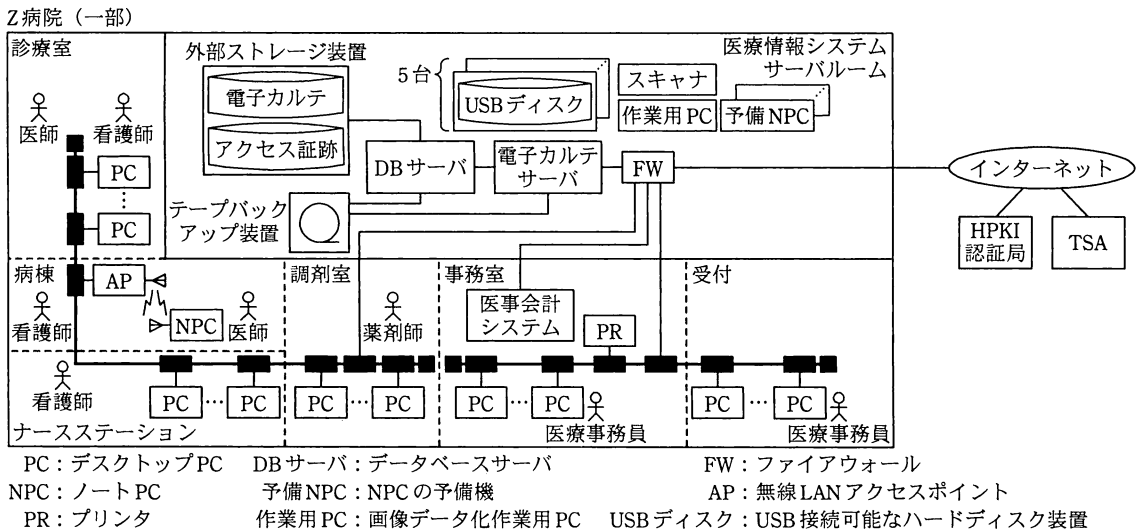 Z病院（一部）
診療室
医師
看護師
PC
PC
外部ストレージ装置
電子カルテ
アクセス証跡
テープバック
アップ装置
5台
USBディスク
スキャナ
作業用PC
予備NPC
医療情報システム
サーバルーム
DBサーバ
電子カルテ
サーバ
FW
インターネット
HPKI
認証局
TSA
病棟
AP
看護師
NPC
医師
調剤室
薬剤師
事務室
医事会計
システム
PR
受付
看護師
PC…PC
ナースステーション
PC…PC
PC…PC
医療事務員
PC…PC
医療事務員
PC：デスクトップPC　DBサーバ：データベースサーバ　FW：ファイアウォール
NPC：ノートPC　予備NPC：NPCの予備機　AP：無線LANアクセスポイント
PR：プリンタ　作業用PC：画像データ化作業用PC　USBディスク：USB接続可能なハードディスク装置